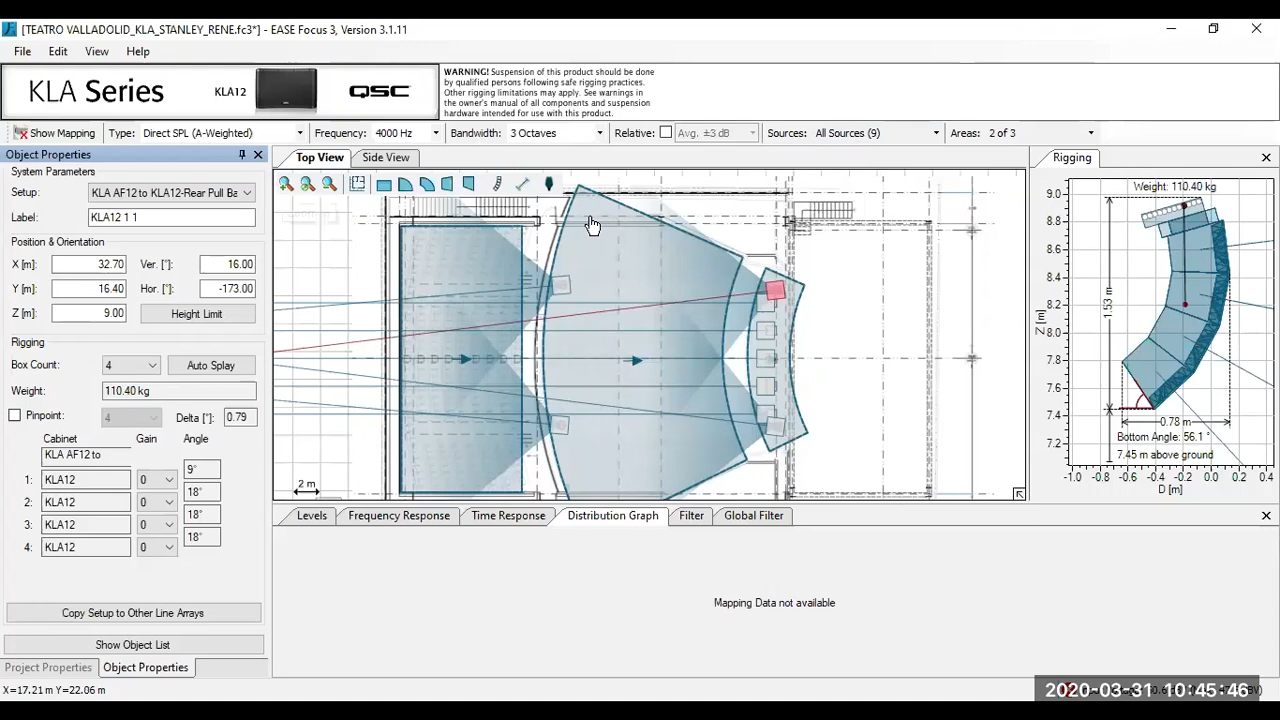 [TEATRO VALLADOLID_KLA_STANLEY_RENE.fc3*] - EASE Focus 3, Version: 3.1.11
File Edit View Help
KLA Series KLA12 QSC
WARNING! Suspension of this product should be done
by qualified persons following safe rigging practices.
Other rigging limitations may apply. See warnings in
the owner's manual of all components and suspension
hardware intended for use with this product.
Show Mapping Type: Direct SPL (A-Weighted) Frequency: 4000 Hz Bandwidth: 3 Octaves Relative: Avg. ±3 dB Sources: All Sources (9) Areas: 2 of 3
Object Properties
System Parameters
Setup: KLA AF12 to KLA12-Rear Pull Ba
Label: KLA12 1 1
Position & Orientation
X [m]: 32.70 Ver. [°]: 16.00
Y [m]: 16.40 Hor. [°]: -173.00
Z [m]: 9.00 Height Limit
Rigging
Box Count: 4 Auto Splay
Weight: 110.40 kg
Pinpoint: 4 Delta [°]: 0.79
Cabinet Gain Angle
KLA AF12 to
9°
1: KLA12 0
18°
2: KLA12 0
18°
3: KLA12 0
18°
4: KLA12 0
Copy Setup to Other Line Arrays
Show Object List
Project Properties Object Properties
X=17.21 m Y=22.06 m
Top View Side View
2 m
Levels Frequency Response Time Response Distribution Graph Filter Global Filter
Mapping Data not available
Rigging
Weight: 110.40 kg
9.0
8.8
8.6
8.4
8.2
8.0
7.8
7.6
7.4
7.2
Z [m]
1.53 m
0.78 m
Bottom Angle: 56.1 °
7.45 m above ground
-1.0 -0.8 -0.6 -0.4 -0.2 0.0 0.2 0.4
D [m]
2020-03-31 10:45:46